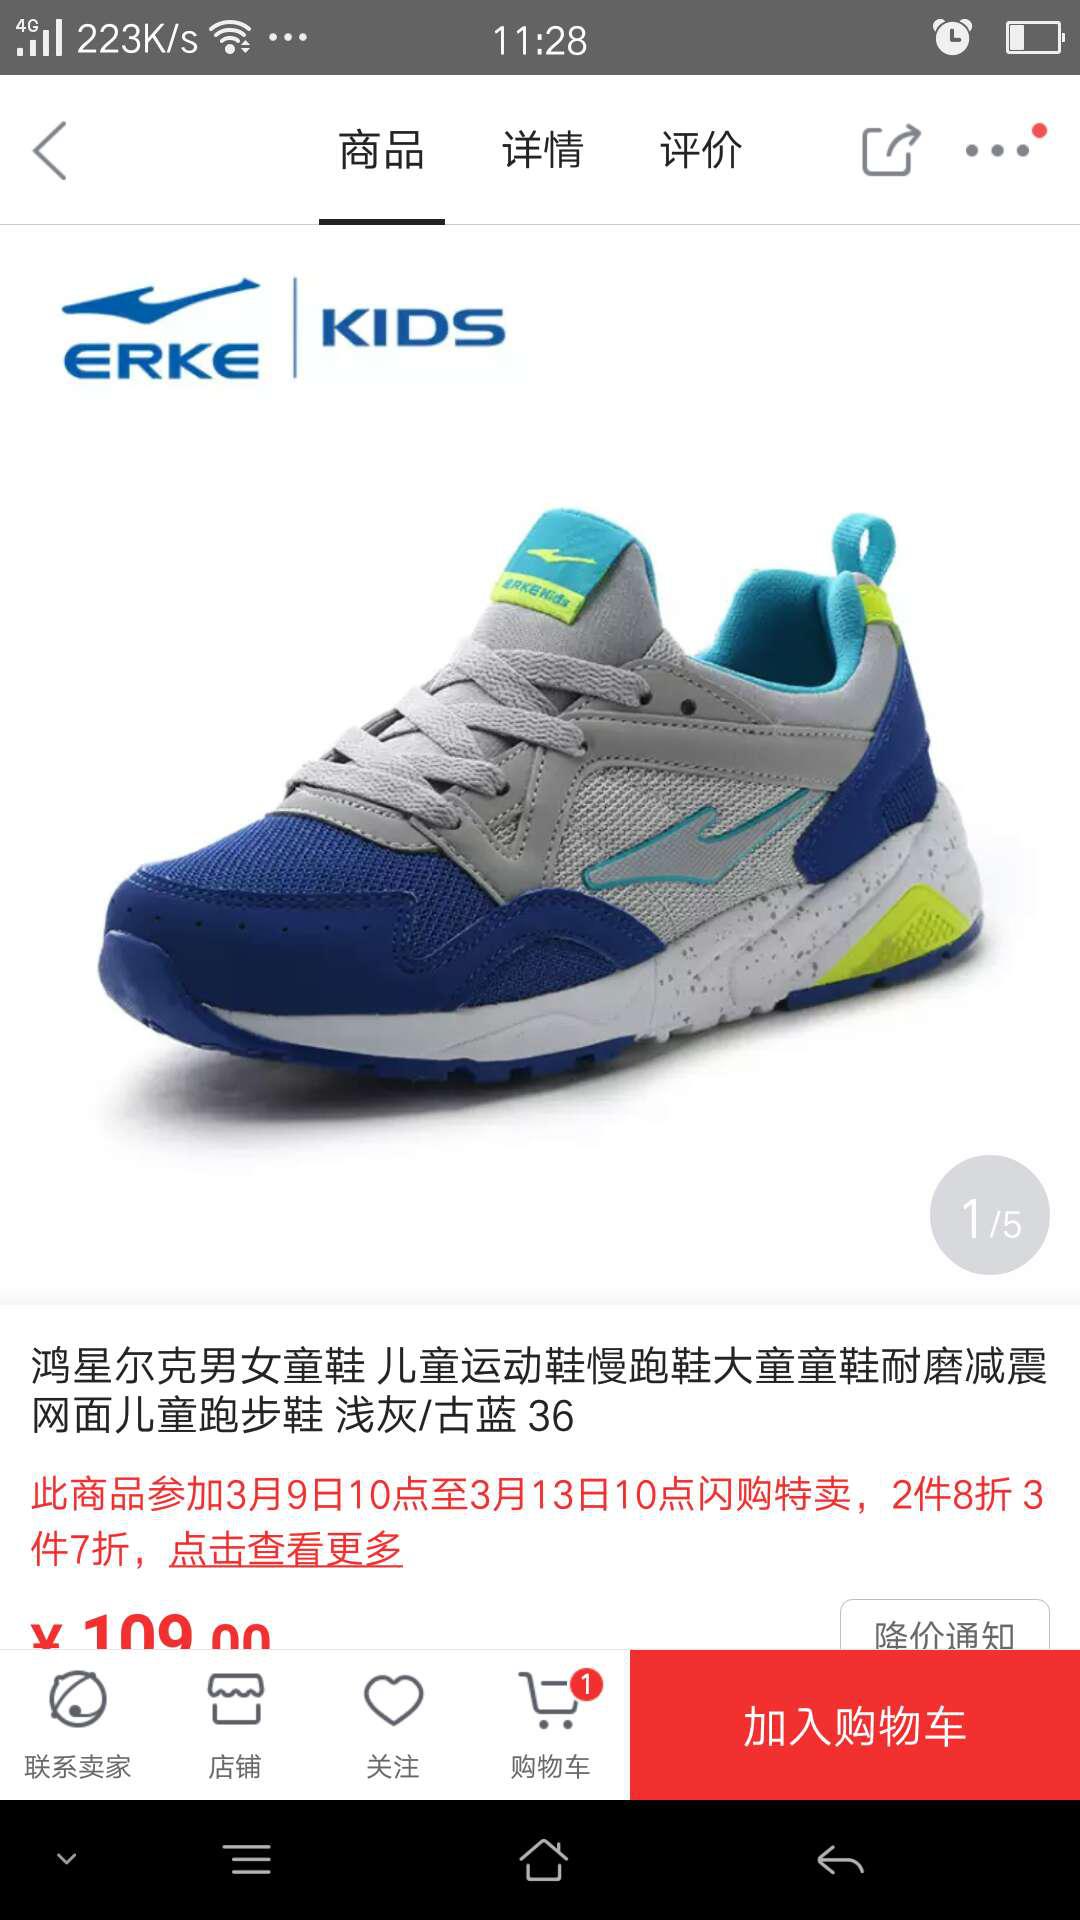 4G 223K/s 11:28
商品 详情 评价
ERKE KIDS
ERKE Kids
1/5
鸿星尔克男女童鞋 儿童运动鞋慢跑鞋大童童鞋耐磨减震
网面儿童跑步鞋 浅灰/古蓝 36
此商品参加3月9日10点至3月13日10点闪购特卖，2件8折 3
件7折，点击查看更多
¥ 109.00 降价通知
1
联系卖家 店铺 关注 购物车 加入购物车